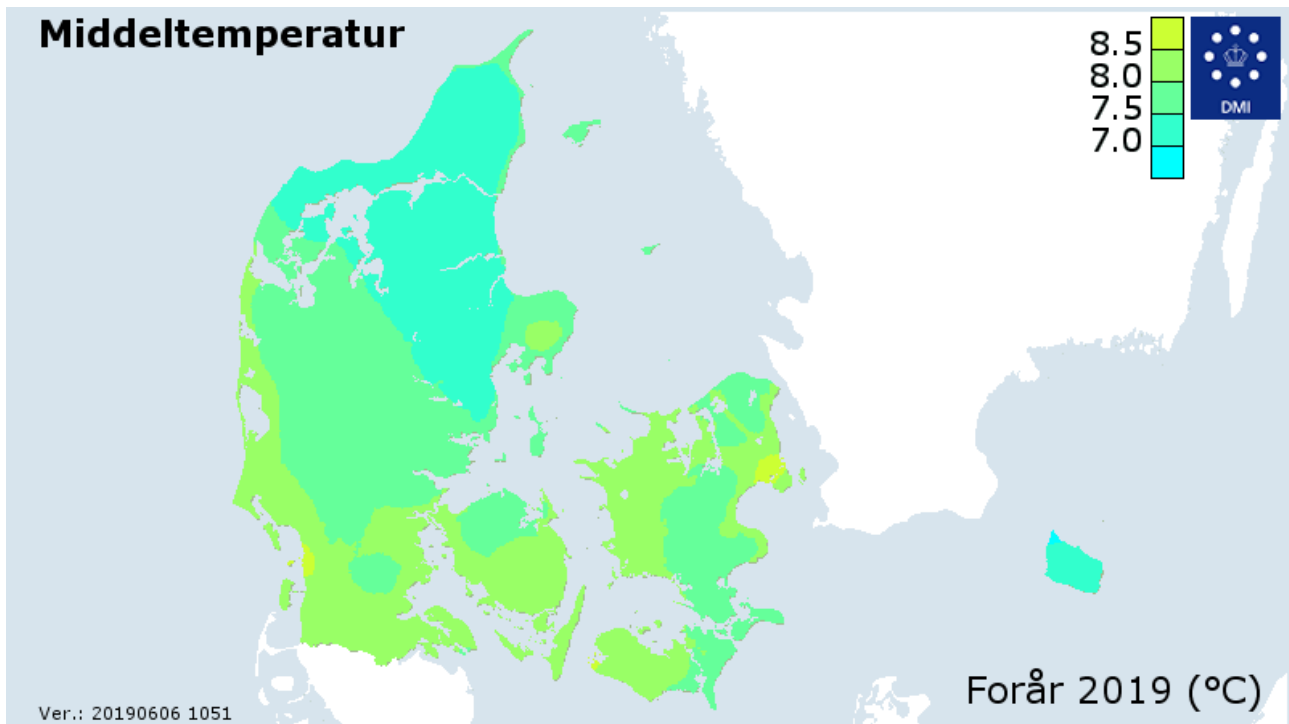 Middeltemperatur
8.5
8.0
7.5
7.0
DMI
Forår 2019 (°C)
Ver.: 20190606 1051